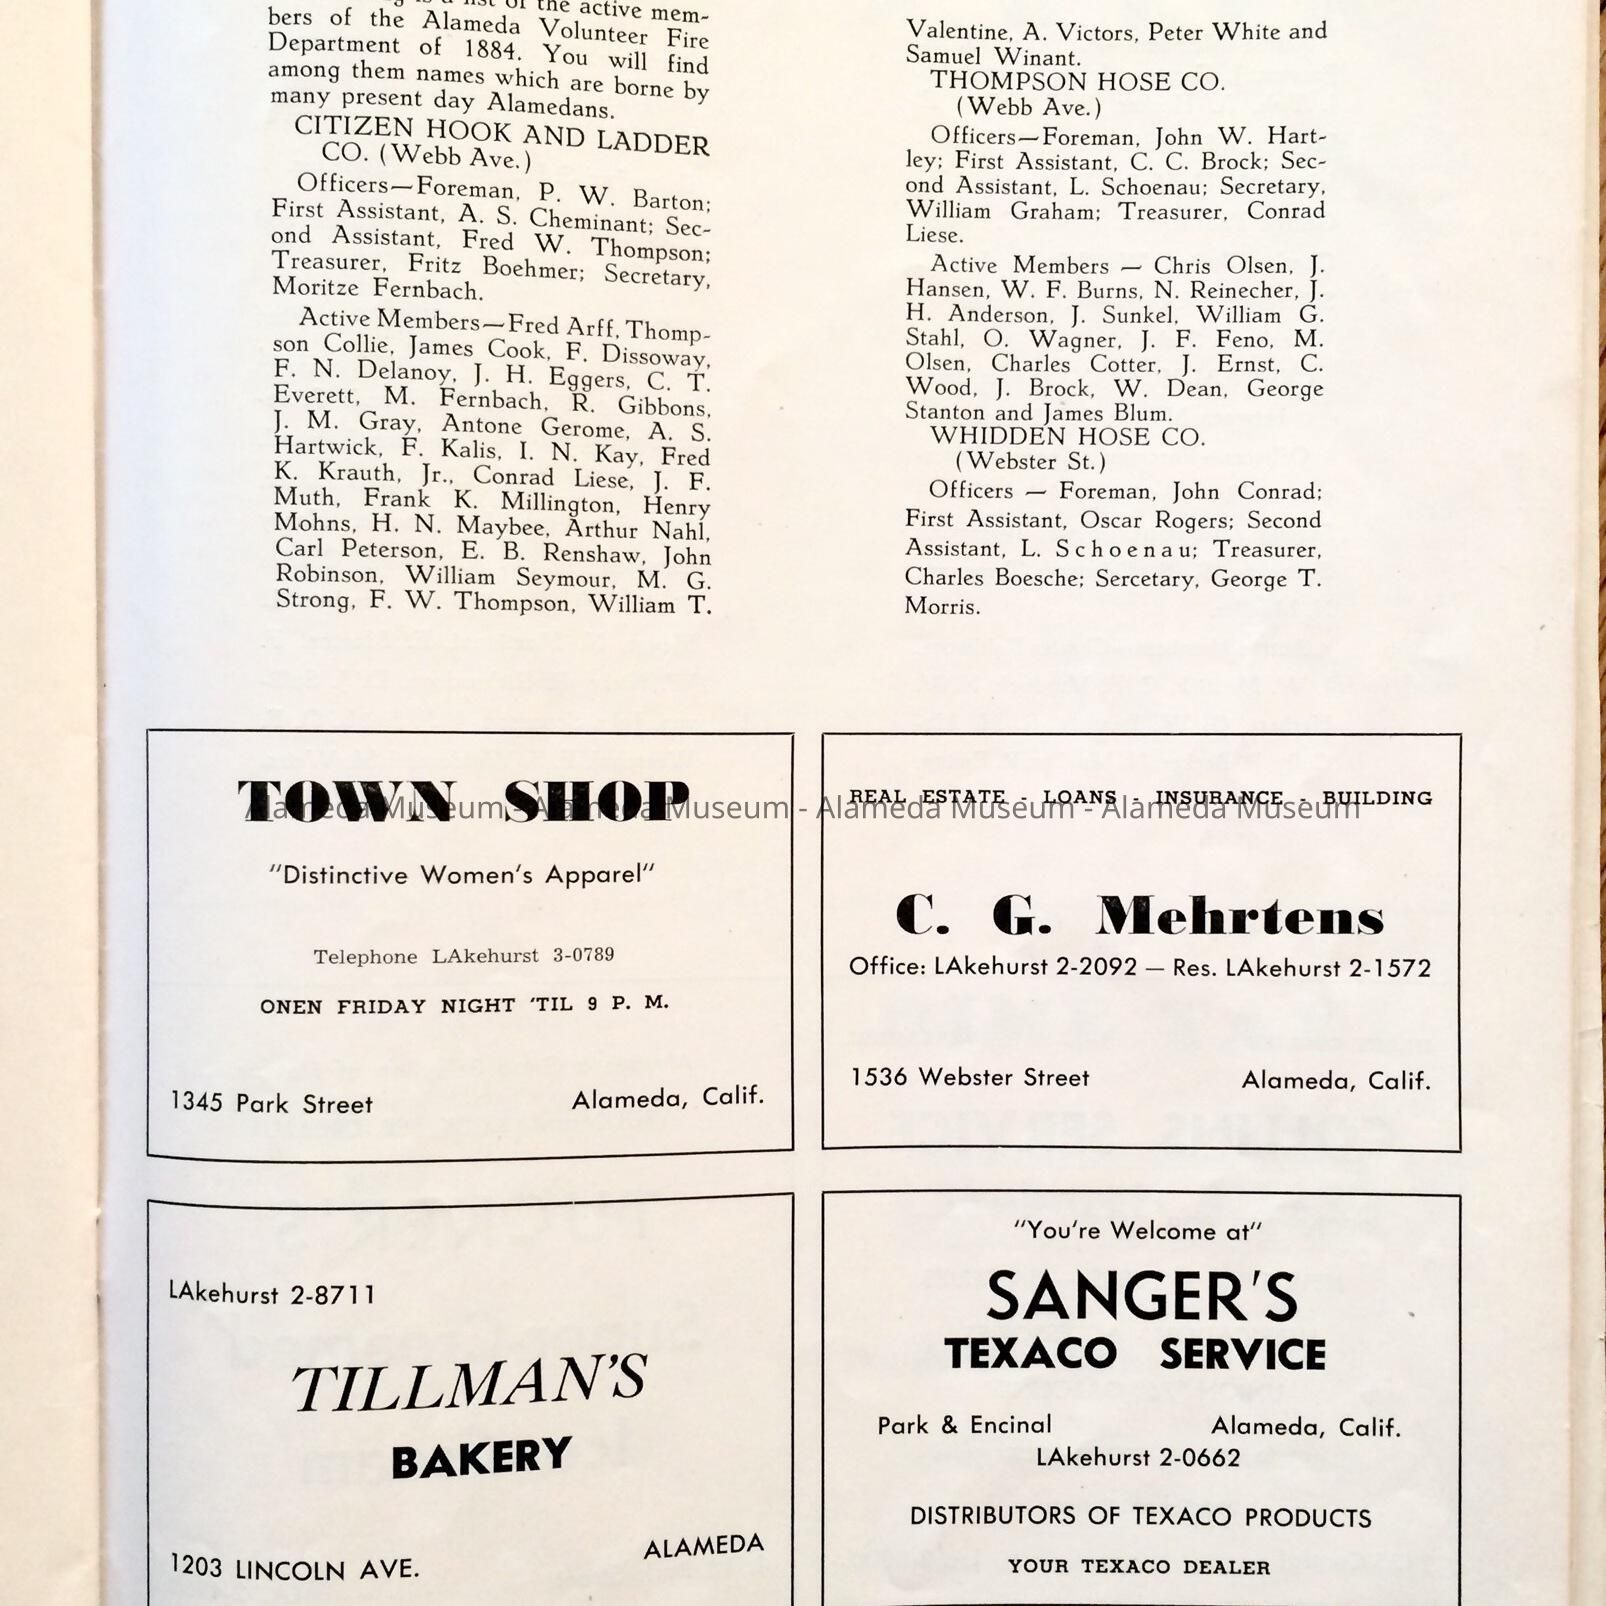 is a list of the active mem-
bers of the Alameda Volunteer Fire
Department of 1884. You will find
among them names which are borne by
many present day Alamedans.
CITIZEN HOOK AND LADDER
CO. (Webb Ave.)
Officers—Foreman, P. W. Barton;
First Assistant, A. S. Cheminant; Sec-
ond Assistant, Fred W. Thompson;
Treasurer, Fritz Boehmer; Secretary,
Moritze Fernbach.
Active Members—Fred Arff, Thomp-
son Collie, James Cook, F. Dissoway,
F. N. Delanoy, J. H. Eggers, C. T.
Everett, M. Fernbach, R. Gibbons,
J. M. Gray, Antone Gerome, A. S.
Hartwick, F. Kalis, I. N. Kay, Fred
K. Krauth, Jr., Conrad Liese, J. F.
Muth, Frank K. Millington, Henry
Mohns, H. N. Maybee, Arthur Nahl,
Carl Peterson, E. B. Renshaw, John
Robinson, William Seymour, M. G.
Strong, F. W. Thompson, William T.
Valentine, A. Victors, Peter White and
Samuel Winant.
THOMPSON HOSE CO.
(Webb Ave.)
Officers—Foreman, John W. Hart-
ley; First Assistant, C. C. Brock; Sec-
ond Assistant, L. Schoenau; Secretary,
William Graham; Treasurer, Conrad
Liese.
Active Members — Chris Olsen, J.
Hansen, W. F. Burns, N. Reinecher, J.
H. Anderson, J. Sunkel, William G.
Stahl, O. Wagner, J. F. Feno, M.
Olsen, Charles Cotter, J. Ernst, C.
Wood, J. Brock, W. Dean, George
Stanton and James Blum.
WHIDDEN HOSE CO.
(Webster St.)
Officers — Foreman, John Conrad;
First Assistant, Oscar Rogers; Second
Assistant, L. Schoenau; Treasurer,
Charles Boesche; Sercetary, George T.
Morris.
TOWN SHOP
"Distinctive Women's Apparel"
Telephone LAkehurst 3-0789
ONEN FRIDAY NIGHT 'TIL 9 P. M.
1345 Park Street Alameda, Calif.
REAL ESTATE - LOANS - INSURANCE - BUILDING
C. G. Mehrtens
Office: LAkehurst 2-2092 — Res. LAkehurst 2-1572
1536 Webster Street Alameda, Calif.
Alameda Museum - Alameda Museum - Alameda Museum - Alameda Museum
LAkehurst 2-8711
TILLMAN'S
BAKERY
1203 LINCOLN AVE. ALAMEDA
"You're Welcome at"
SANGER'S
TEXACO SERVICE
Park & Encinal Alameda, Calif.
LAkehurst 2-0662
DISTRIBUTORS OF TEXACO PRODUCTS
YOUR TEXACO DEALER